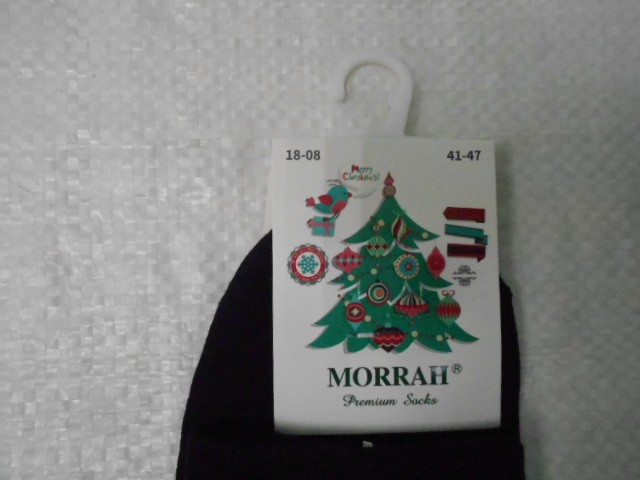 18-08 41-47
Merry
Christmas!
MORRAH®
Premium Socks